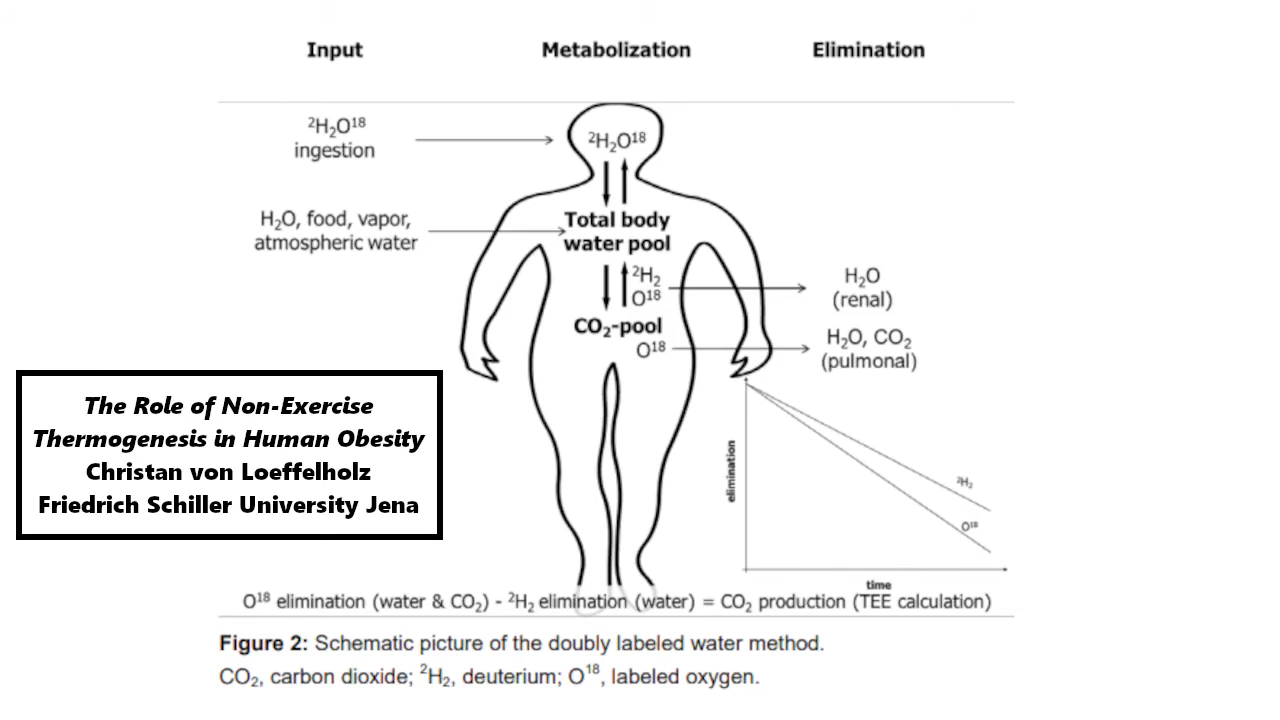 Input
Metabolization
Elimination
²H₂O¹⁸
ingestion
²H₂O¹⁸
H₂O, food, vapor,
atmospheric water
Total body
water pool
²H₂
O¹⁸
CO₂-pool
O¹⁸
H₂O
(renal)
H₂O, CO₂
(pulmonal)
The Role of Non-Exercise
Thermogenesis in Human Obesity
Christan von Loeffelholz
Friedrich Schiller University Jena
elimination
²H₂
O¹⁸
time
O¹⁸ elimination (water & CO₂) - ²H₂ elimination (water) = CO₂ production (TEE calculation)
Figure 2: Schematic picture of the doubly labeled water method.
CO₂, carbon dioxide; ²H₂, deuterium; O¹⁸, labeled oxygen.